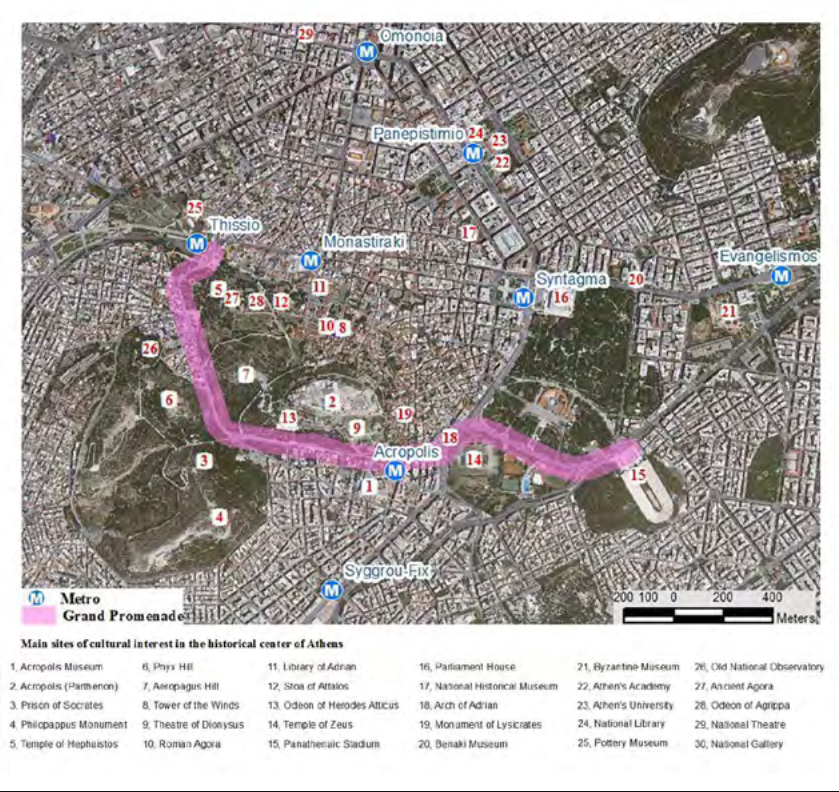 29
Omonoia
M
Panepistimio
24
23
M
22
25
Thissio
17
M
Monastiraki
M
Evangelismos
M
5
27
28
12
11
Syntagma
M
16
20
21
10
8
26
7
6
2
13
19
9
18
Acropolis
M
14
3
1
15
4
Syggrou-Fix
M
M Metro
Grand Promenade
200 100 0 200 400
Meters
Main sites of cultural interest in the historical center of Athens
1, Acropolis Museum
2, Acropolis (Parthenon)
3, Prison of Socrates
4, Philopappus Monument
5, Temple of Hephaistos
6, Pnyx Hill
7, Aeropagus Hill
8, Tower of the Winds
9, Theatre of Dionysus
10, Roman Agora
11, Library of Adrian
12, Stoa of Attalos
13, Odeon of Herodes Atticus
14, Temple of Zeus
15, Panathenaic Stadium
16, Parliament House
17, National Historical Museum
18, Arch of Adrian
19, Monument of Lysicrates
20, Benaki Museum
21, Byzantine Museum
22, Athen's Academy
23, Athen's University
24, National Library
25, Pottery Museum
26, Old National Observatory
27, Ancient Agora
28, Odeon of Agrippa
29, National Theatre
30, National Gallery